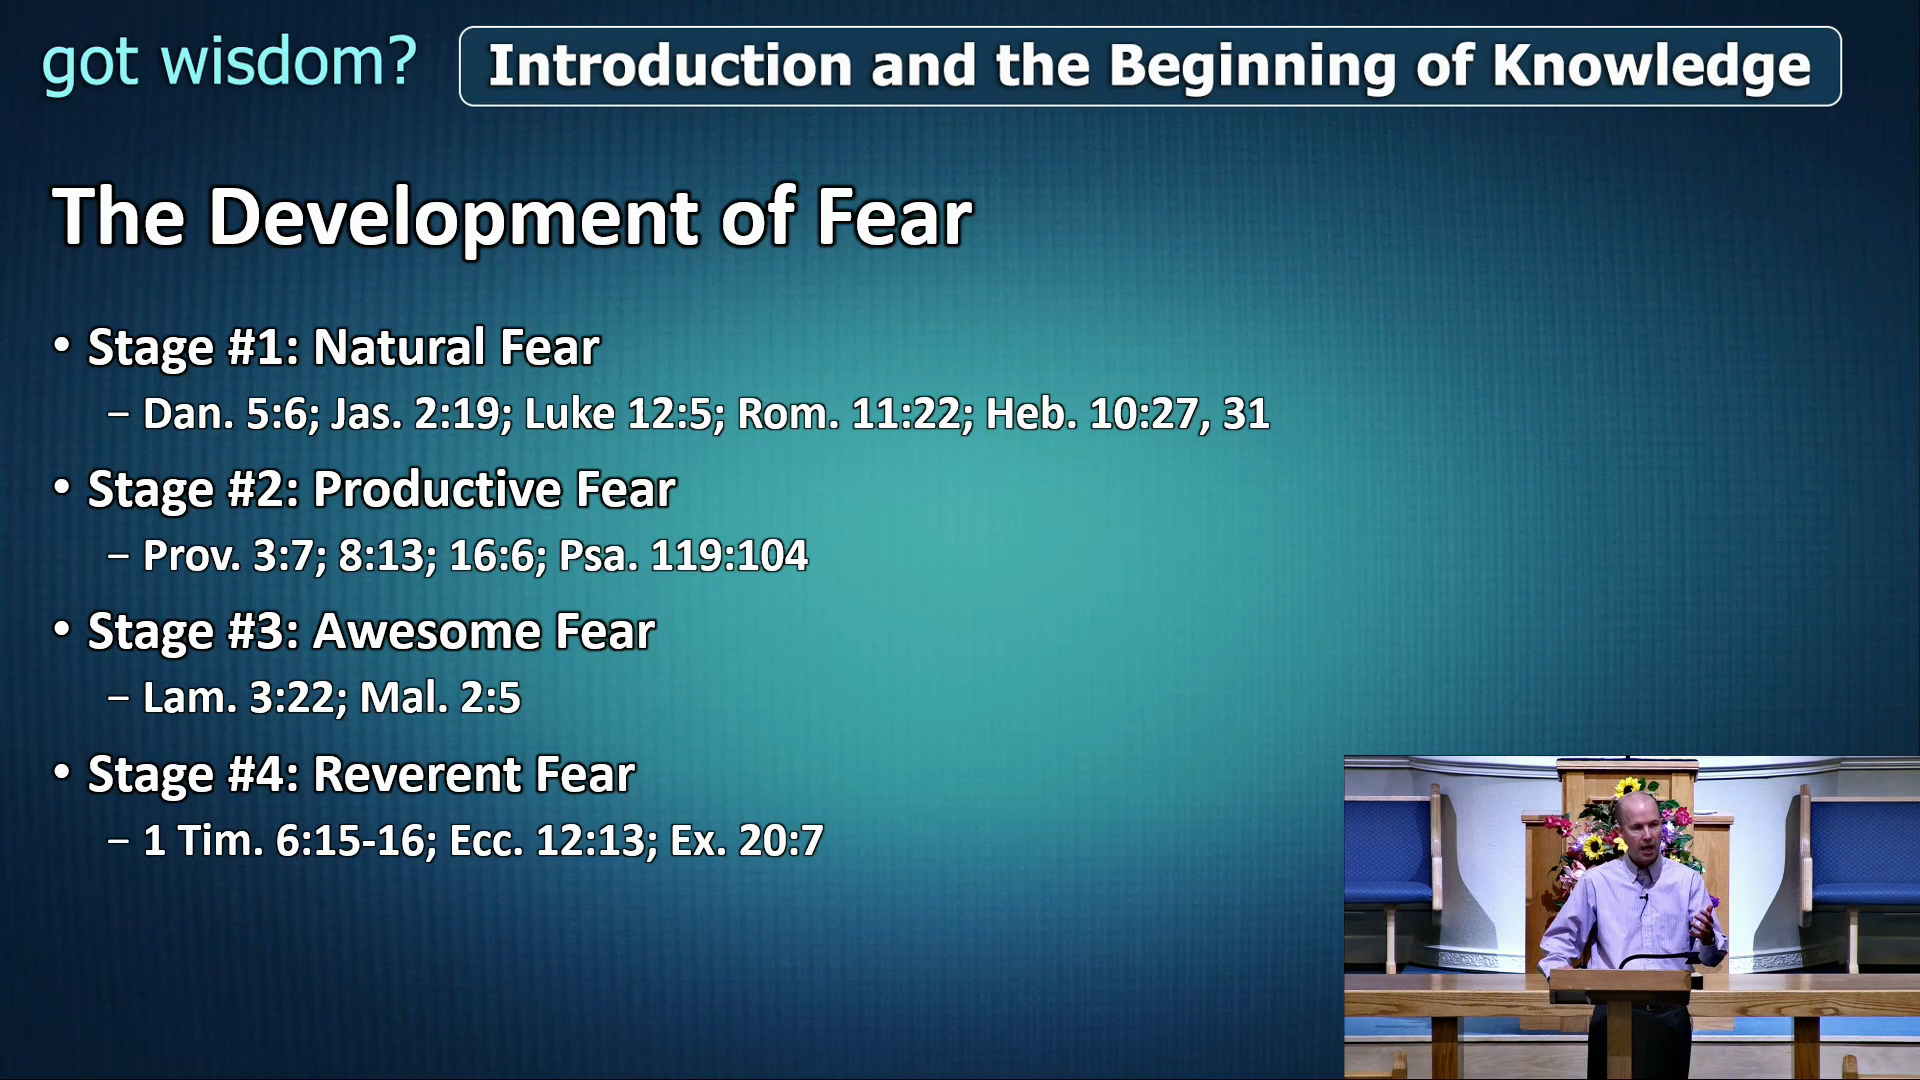 got wisdom?
Introduction and the Beginning of Knowledge
The Development of Fear
• Stage #1: Natural Fear
– Dan. 5:6; Jas. 2:19; Luke 12:5; Rom. 11:22; Heb. 10:27, 31
• Stage #2: Productive Fear
– Prov. 3:7; 8:13; 16:6; Psa. 119:104
• Stage #3: Awesome Fear
– Lam. 3:22; Mal. 2:5
• Stage #4: Reverent Fear
– 1 Tim. 6:15-16; Ecc. 12:13; Ex. 20:7